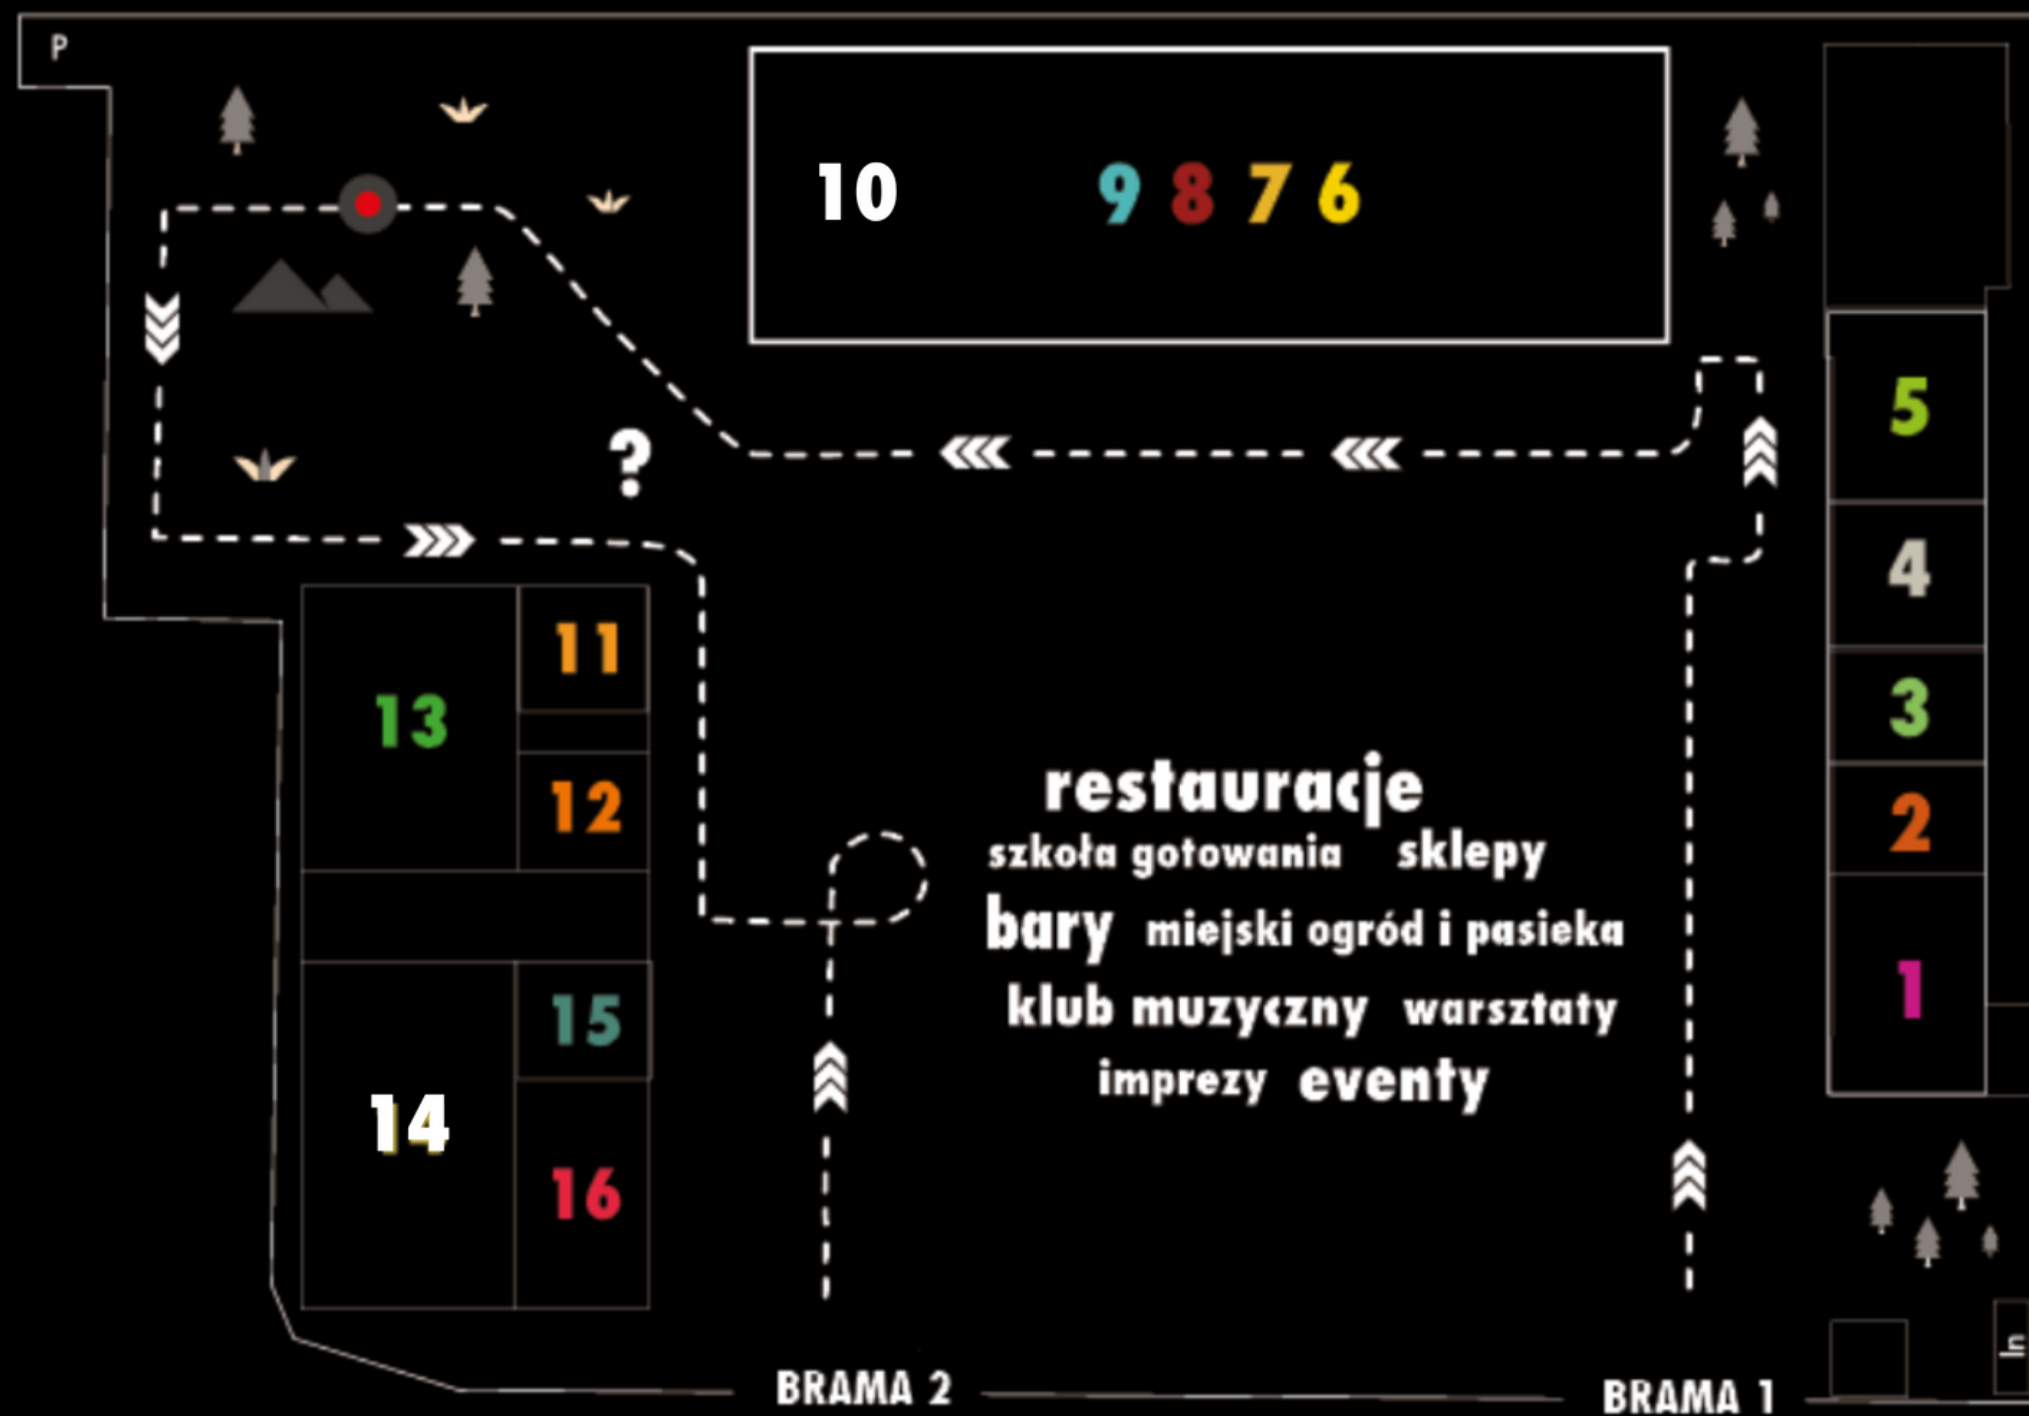 P
10 9 8 7 6
5
?
4
11
3
13
12
restauracje
2
szkoła gotowania sklepy
bary miejski ogród i pasieka
1
klub muzyczny warsztaty
15
imprezy eventy
14
16
In
BRAMA 2
BRAMA 1